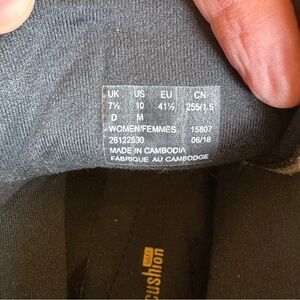 UK US EU CN
7½ 10 41½ 255/1.5
D M
WOMEN/FEMMES 15807
26122530 06/16
MADE IN CAMBODIA
FABRIQUE AU CAMBODGE
cushion